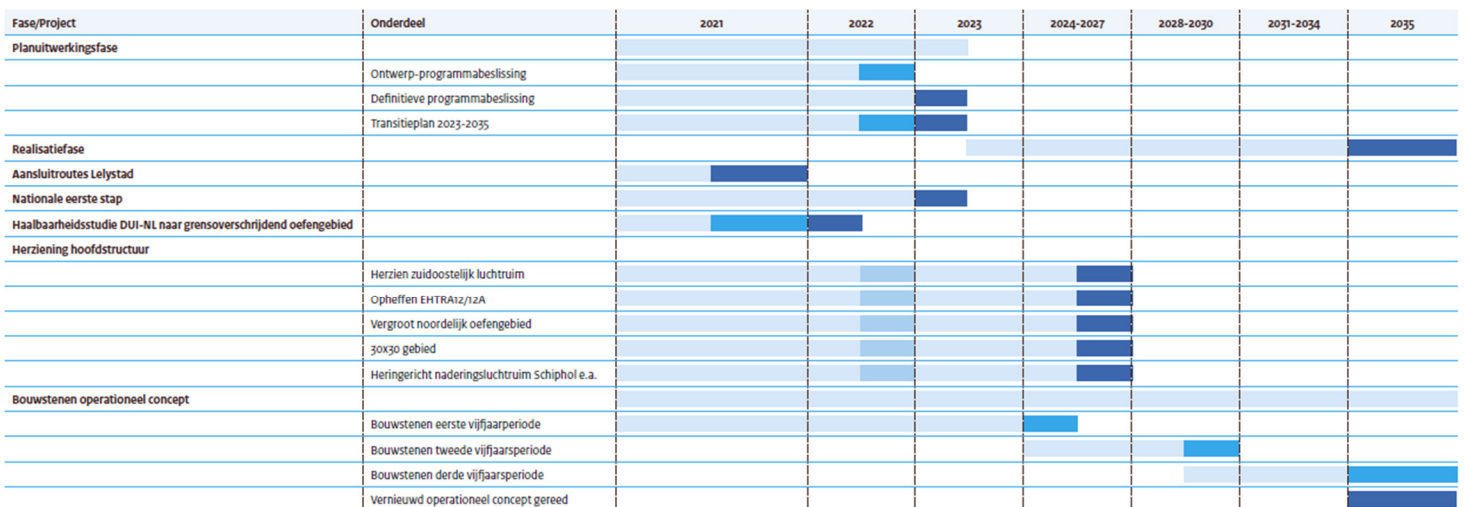 Fase/Project Onderdeel 2021 2022 2023 2024-2027 2028-2030 2031-2034 2035
Planuitwerkingsfase
Ontwerp-programmabeslissing
Definitieve programmabeslissing
Transitieplan 2023-2035
Realisatiefase
Aansluitroutes Lelystad
Nationale eerste stap
Haalbaarheidsstudie DUI-NL naar grensoverschrijdend oefengebied
Herziening hoofdstructuur
Herzien zuidoostelijk luchtruim
Opheffen EHTRA12/12A
Vergroot noordelijk oefengebied
30x30 gebied
Heringericht naderingsluchtruim Schiphol e.a.
Bouwstenen operationeel concept
Bouwstenen eerste vijfjaarperiode
Bouwstenen tweede vijfjaarsperiode
Bouwstenen derde vijfjaarsperiode
Vernieuwd operationeel concept gereed